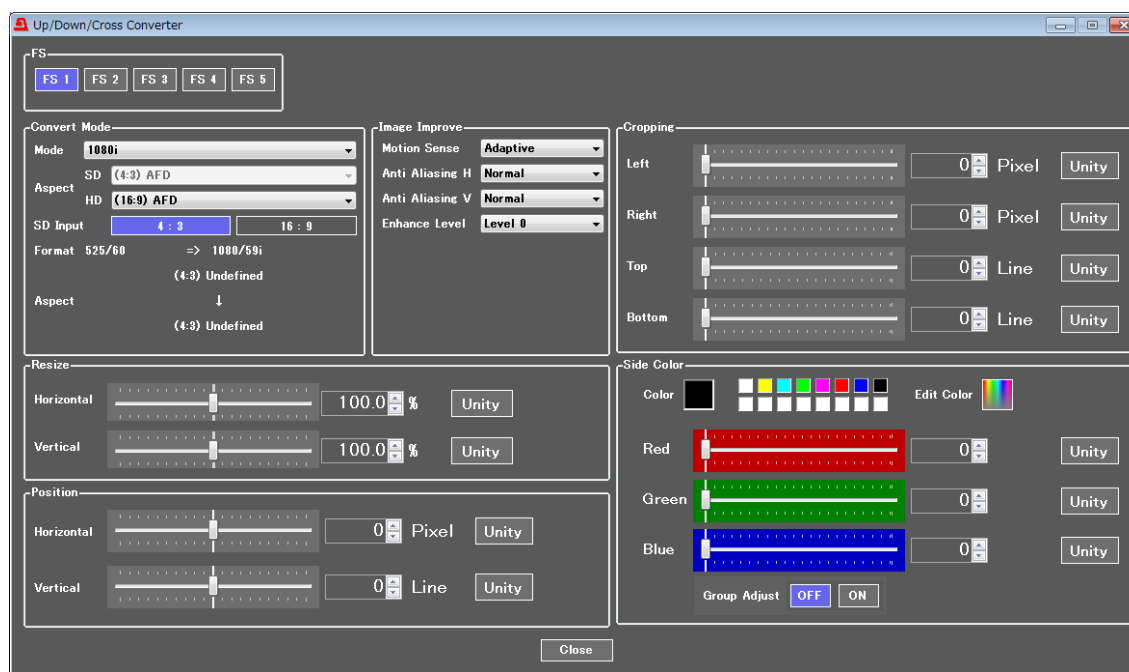 Up/Down/Cross Converter
FS
FS 1 FS 2 FS 3 FS 4 FS 5
Convert Mode
Mode 1080i
Aspect
SD (4:3) AFD
HD (16:9) AFD
SD Input 4 : 3 16 : 9
Format 525/60 => 1080/59i
(4:3) Undefined
Aspect ↓
(4:3) Undefined
Image Improve
Motion Sense Adaptive
Anti Aliasing H Normal
Anti Aliasing V Normal
Enhance Level Level 0
Cropping
Left 0 Pixel Unity
Right 0 Pixel Unity
Top 0 Line Unity
Bottom 0 Line Unity
Resize
Horizontal 100.0 % Unity
Vertical 100.0 % Unity
Position
Horizontal 0 Pixel Unity
Vertical 0 Line Unity
Side Color
Color Edit Color
Red 0 Unity
Green 0 Unity
Blue 0 Unity
Group Adjust OFF ON
Close